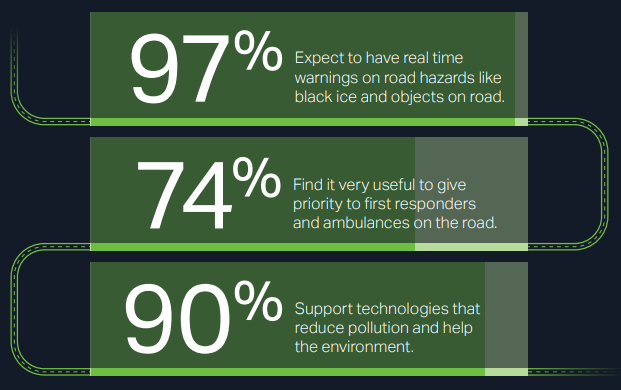 97%
Expect to have real time
warnings on road hazards like
black ice and objects on road.
74%
Find it very useful to give
priority to first responders
and ambulances on the road.
90%
Support technologies that
reduce pollution and help
the environment.